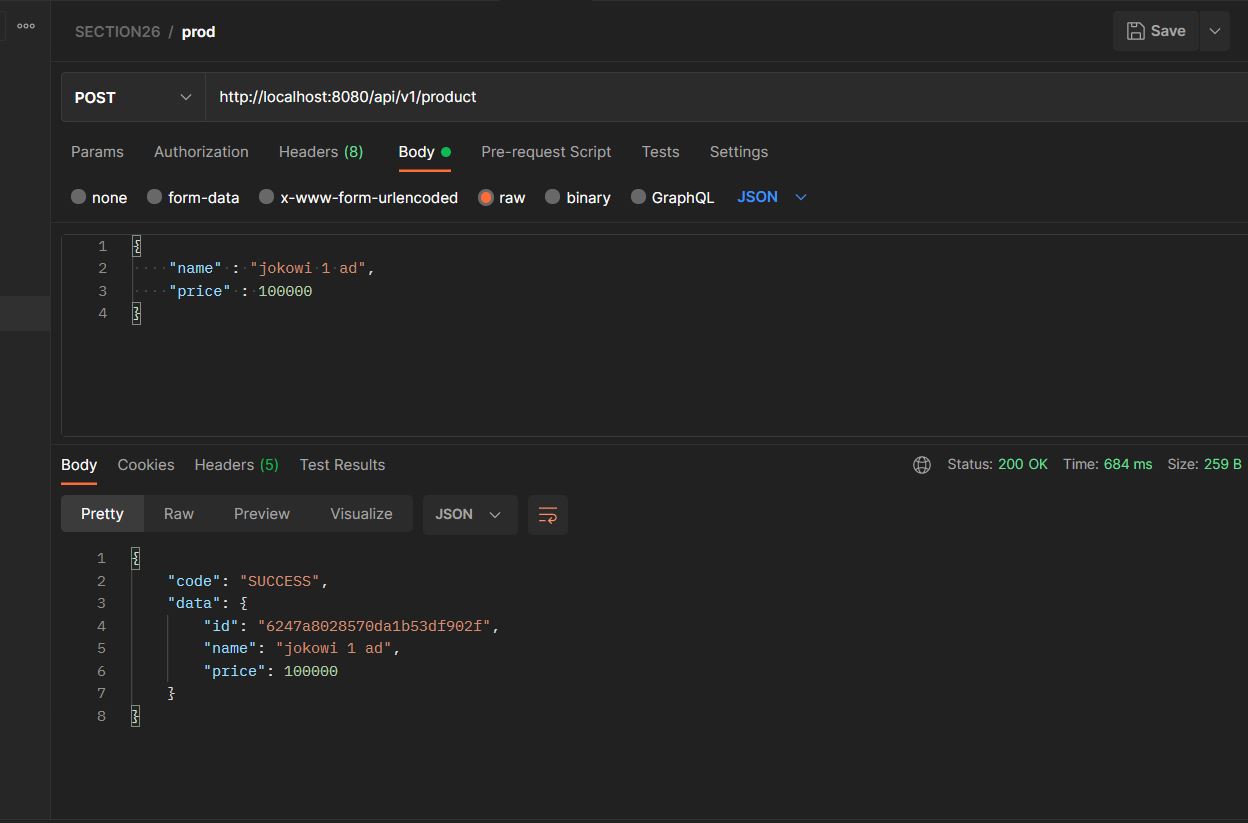 SECTION26 / prod
Save
POST http://localhost:8080/api/v1/product
Params Authorization Headers (8) Body Pre-request Script Tests Settings
none form-data x-www-form-urlencoded raw binary GraphQL JSON
1 {
2 ····"name"·:·"jokowi·1·ad",
3 ····"price"·:·100000
4 }
Body Cookies Headers (5) Test Results Status: 200 OK Time: 684 ms Size: 259 B
Pretty Raw Preview Visualize JSON
1 {
2 "code": "SUCCESS",
3 "data": {
4 "id": "6247a8028570da1b53df902f",
5 "name": "jokowi 1 ad",
6 "price": 100000
7 }
8 }